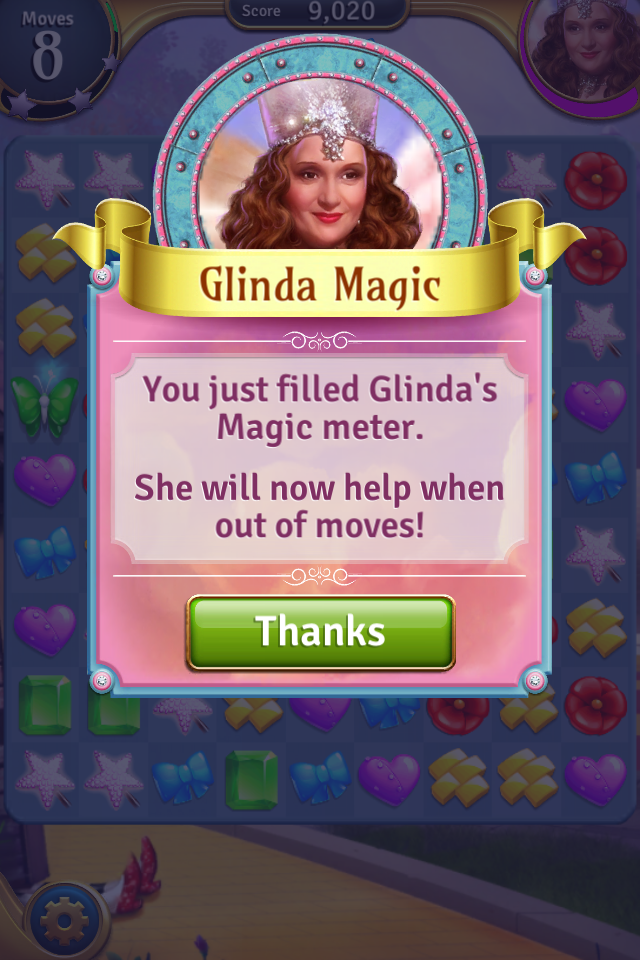 Moves
8
Score 9,020
Glinda Magic
You just filled Glinda's
Magic meter.
She will now help when
out of moves!
Thanks